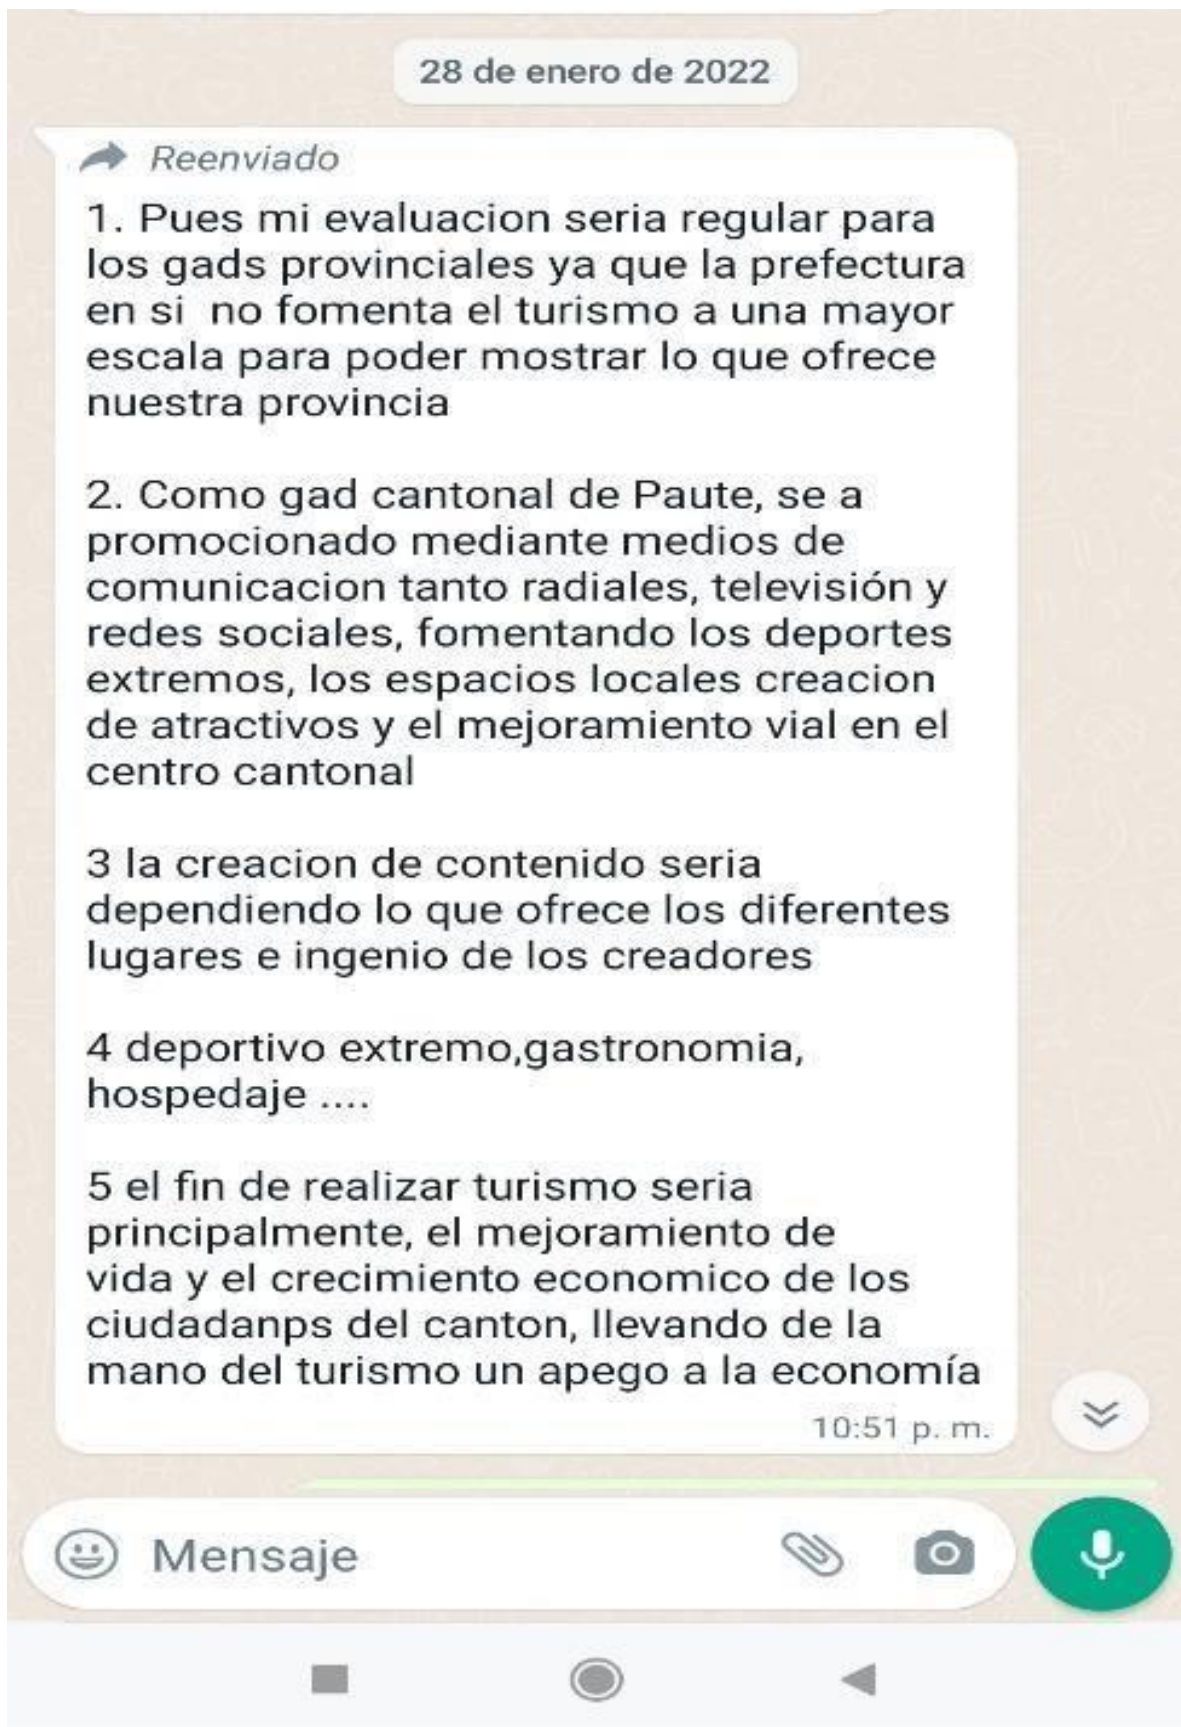 28 de enero de 2022
Reenviado
1. Pues mi evaluacion seria regular para
los gads provinciales ya que la prefectura
en si  no fomenta el turismo a una mayor
escala para poder mostrar lo que ofrece
nuestra provincia
2. Como gad cantonal de Paute, se a
promocionado mediante medios de
comunicacion tanto radiales, televisión y
redes sociales, fomentando los deportes
extremos, los espacios locales creacion
de atractivos y el mejoramiento vial en el
centro cantonal
3 la creacion de contenido seria
dependiendo lo que ofrece los diferentes
lugares e ingenio de los creadores
4 deportivo extremo,gastronomia,
hospedaje ....
5 el fin de realizar turismo seria
principalmente, el mejoramiento de
vida y el crecimiento economico de los
ciudadanps del canton, llevando de la
mano del turismo un apego a la economía
10:51 p. m.
Mensaje